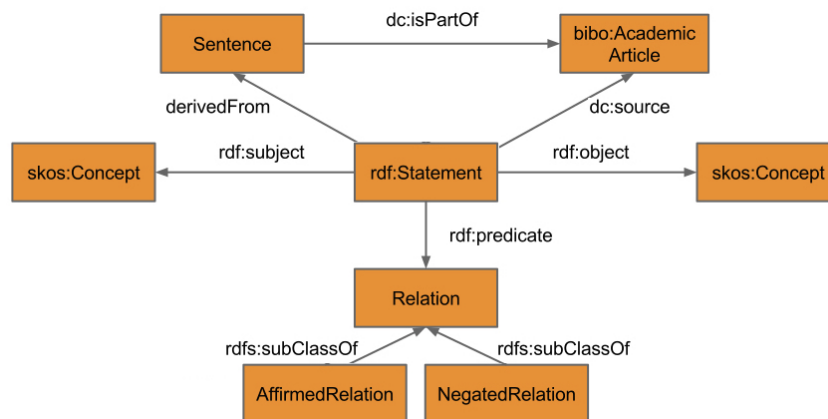 dc:isPartOf
Sentence
bibo:Academic
Article
derivedFrom
dc:source
rdf:subject
rdf:object
skos:Concept
rdf:Statement
skos:Concept
rdf:predicate
Relation
rdfs:subClassOf
rdfs:subClassOf
AffirmedRelation
NegatedRelation